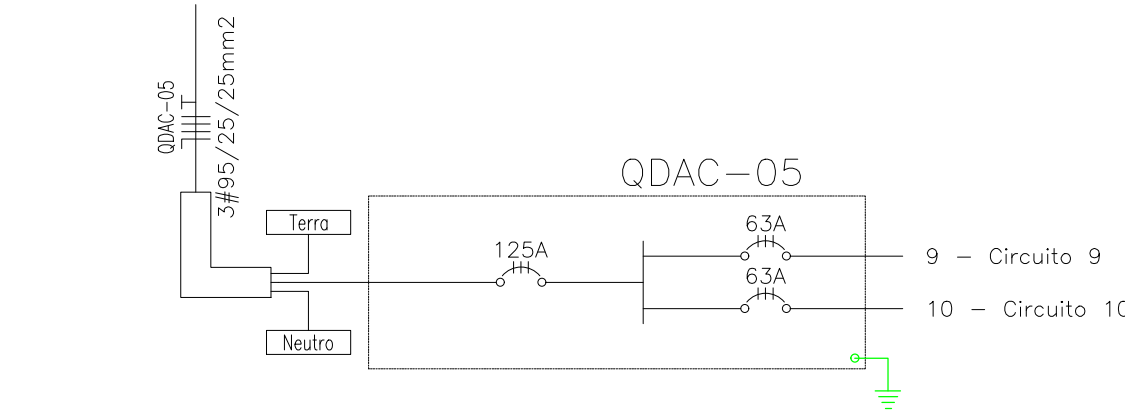 QDAC-05
3#95/25/25mm2
QDAC-05
Terra
125A
63A
9 - Circuito 9
63A
10 - Circuito 10
Neutro